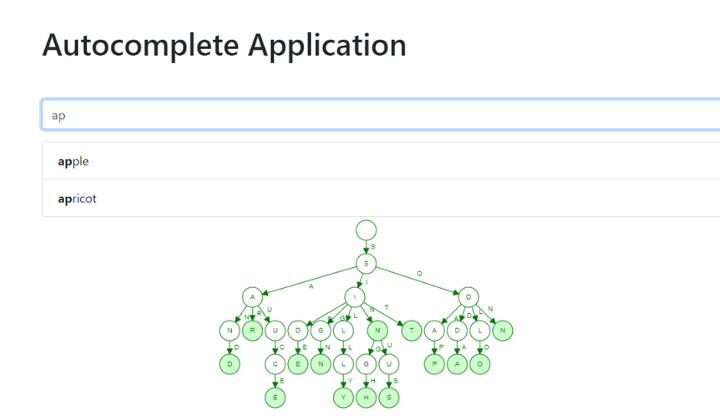 Autocomplete Application
ap
apple
apricot
S
S
A I O
A I O
N R U D G L N T A D L N
N R U D G L N T A D L N
D C E N L G U P A O
D C E N L G U P A O
E Y H S
E Y H S